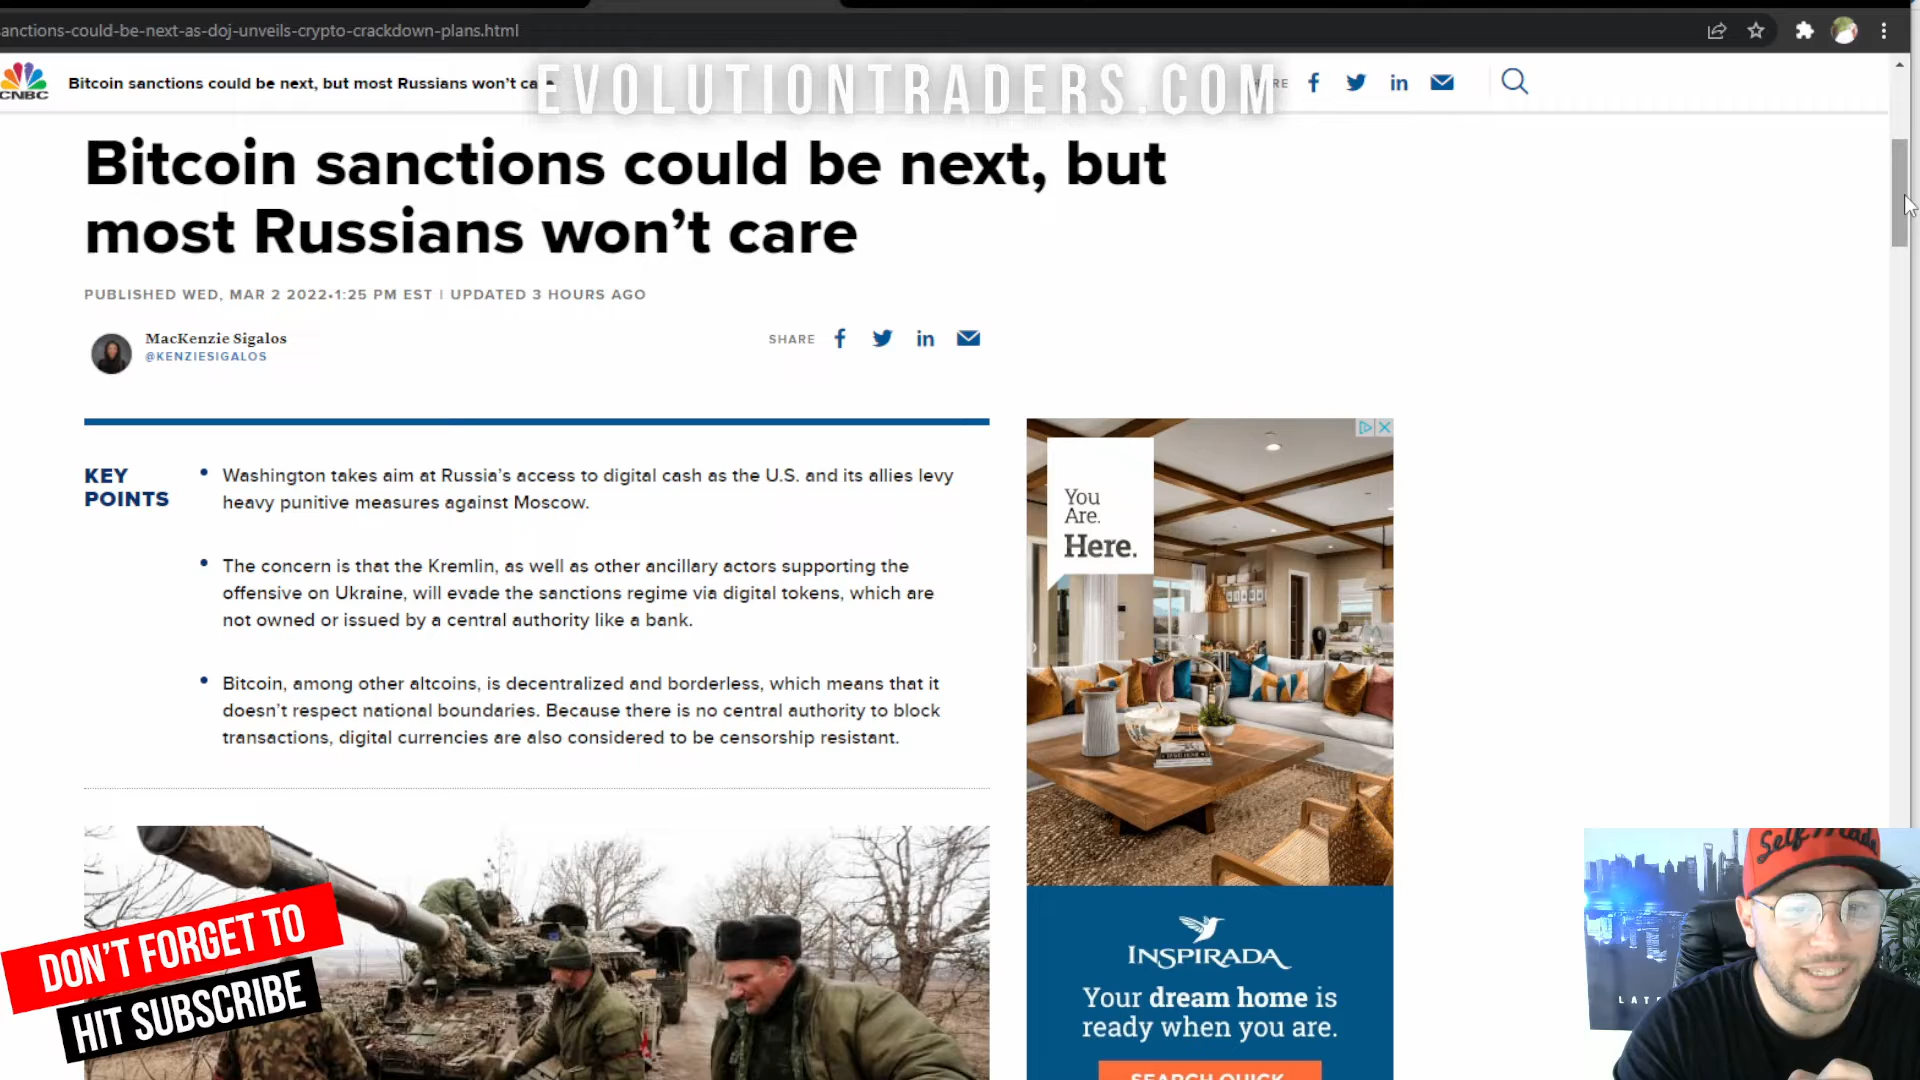 anctions-could-be-next-as-doj-unveils-crypto-crackdown-plans.html
CNBC
Bitcoin sanctions could be next, but most Russians won't ca
EVOLUTIONTRADERS.COM
Bitcoin sanctions could be next, but
most Russians won't care
PUBLISHED WED, MAR 2 2022•1:25 PM EST | UPDATED 3 HOURS AGO
MacKenzie Sigalos
@KENZIESIGALOS
SHARE
KEY
POINTS
• Washington takes aim at Russia's access to digital cash as the U.S. and its allies levy
heavy punitive measures against Moscow.
• The concern is that the Kremlin, as well as other ancillary actors supporting the
offensive on Ukraine, will evade the sanctions regime via digital tokens, which are
not owned or issued by a central authority like a bank.
• Bitcoin, among other altcoins, is decentralized and borderless, which means that it
doesn't respect national boundaries. Because there is no central authority to block
transactions, digital currencies are also considered to be censorship resistant.
You
Are.
Here.
INSPIRADA
Your dream home is
ready when you are.
SEARCH QUICK
DON'T FORGET TO
HIT SUBSCRIBE
Self Made
LATE